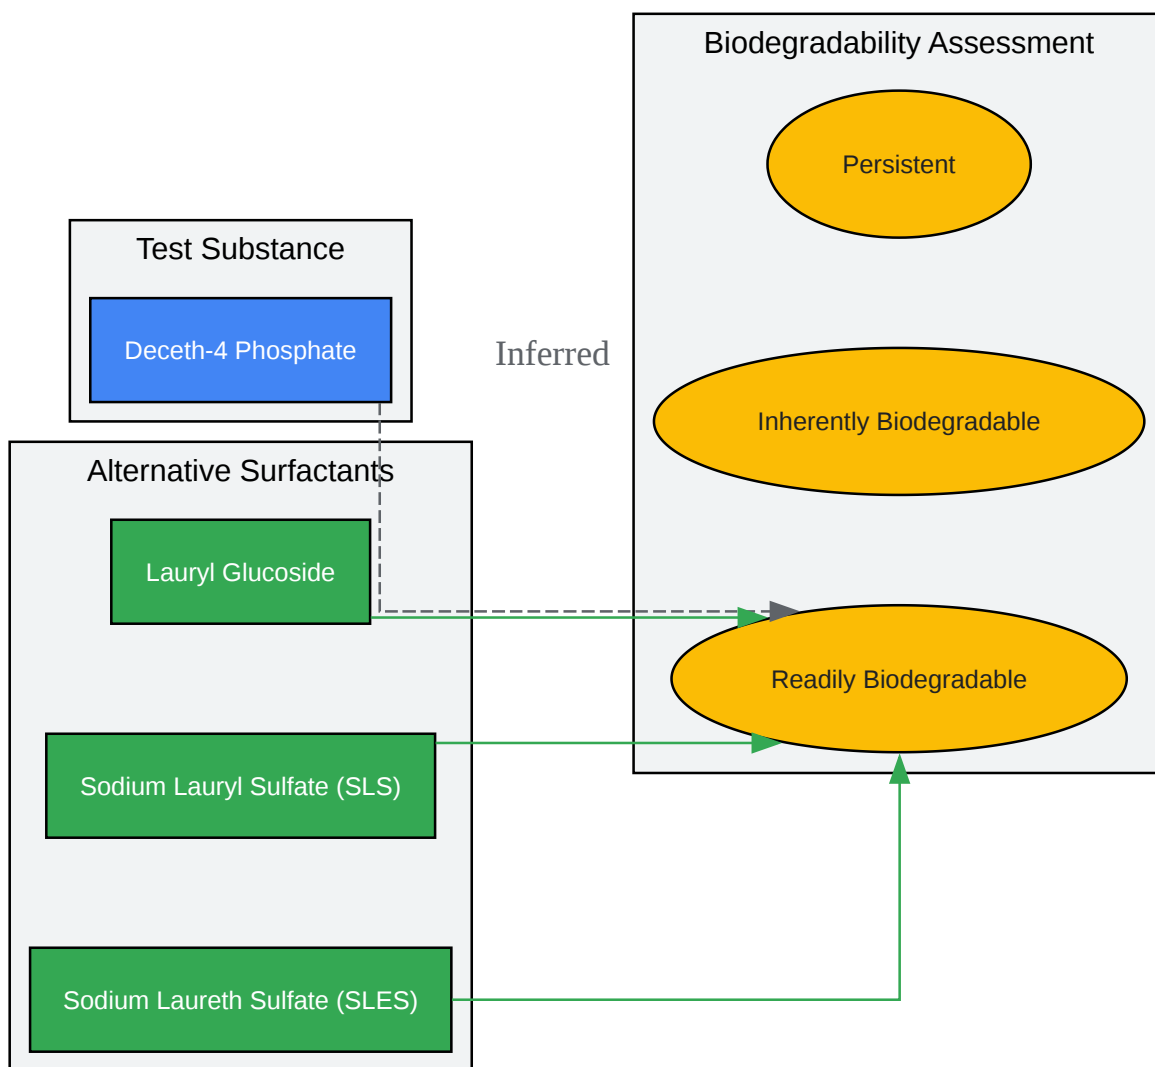 Biodegradability Assessment
Persistent
Test Substance
Deceth-4 Phosphate
Inferred
Inherently Biodegradable
Alternative Surfactants
Lauryl Glucoside
Readily Biodegradable
Sodium Lauryl Sulfate (SLS)
Sodium Laureth Sulfate (SLES)